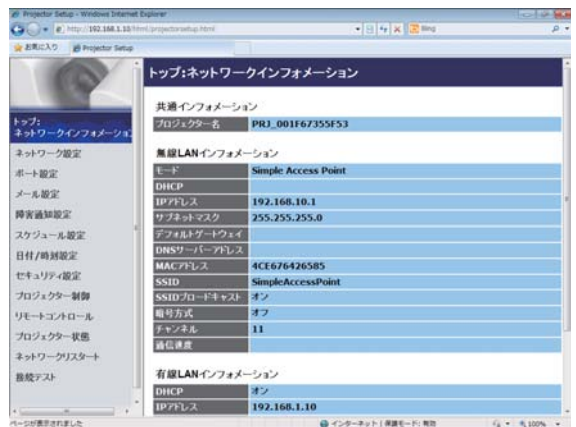 Projector Setup - Windows Internet Explorer
http://192.168.1.10/html/projectorsetup.html
Bing
お気に入り
Projector Setup
トップ:ネットワークインフォメーション
トップ:
ネットワークインフォメーション
ネットワーク設定
ポート設定
メール設定
障害通知設定
スケジュール設定
日付/時刻設定
セキュリティ設定
プロジェクター制御
リモートコントロール
プロジェクター状態
ネットワークリスタート
接続テスト
共通インフォメーション
プロジェクター名 PRJ_001F67355F53
無線LANインフォメーション
モード Simple Access Point
DHCP
IPアドレス 192.168.10.1
サブネットマスク 255.255.255.0
デフォルトゲートウェイ
DNSサーバーアドレス
MACアドレス 4CE676426585
SSID SimpleAccessPoint
SSIDブロードキャスト オン
暗号方式 オフ
チャンネル 11
通信速度
有線LANインフォメーション
DHCP オン
IPアドレス 192.168.1.10
ページが表示されました
インターネット | 保護モード: 無効
100%